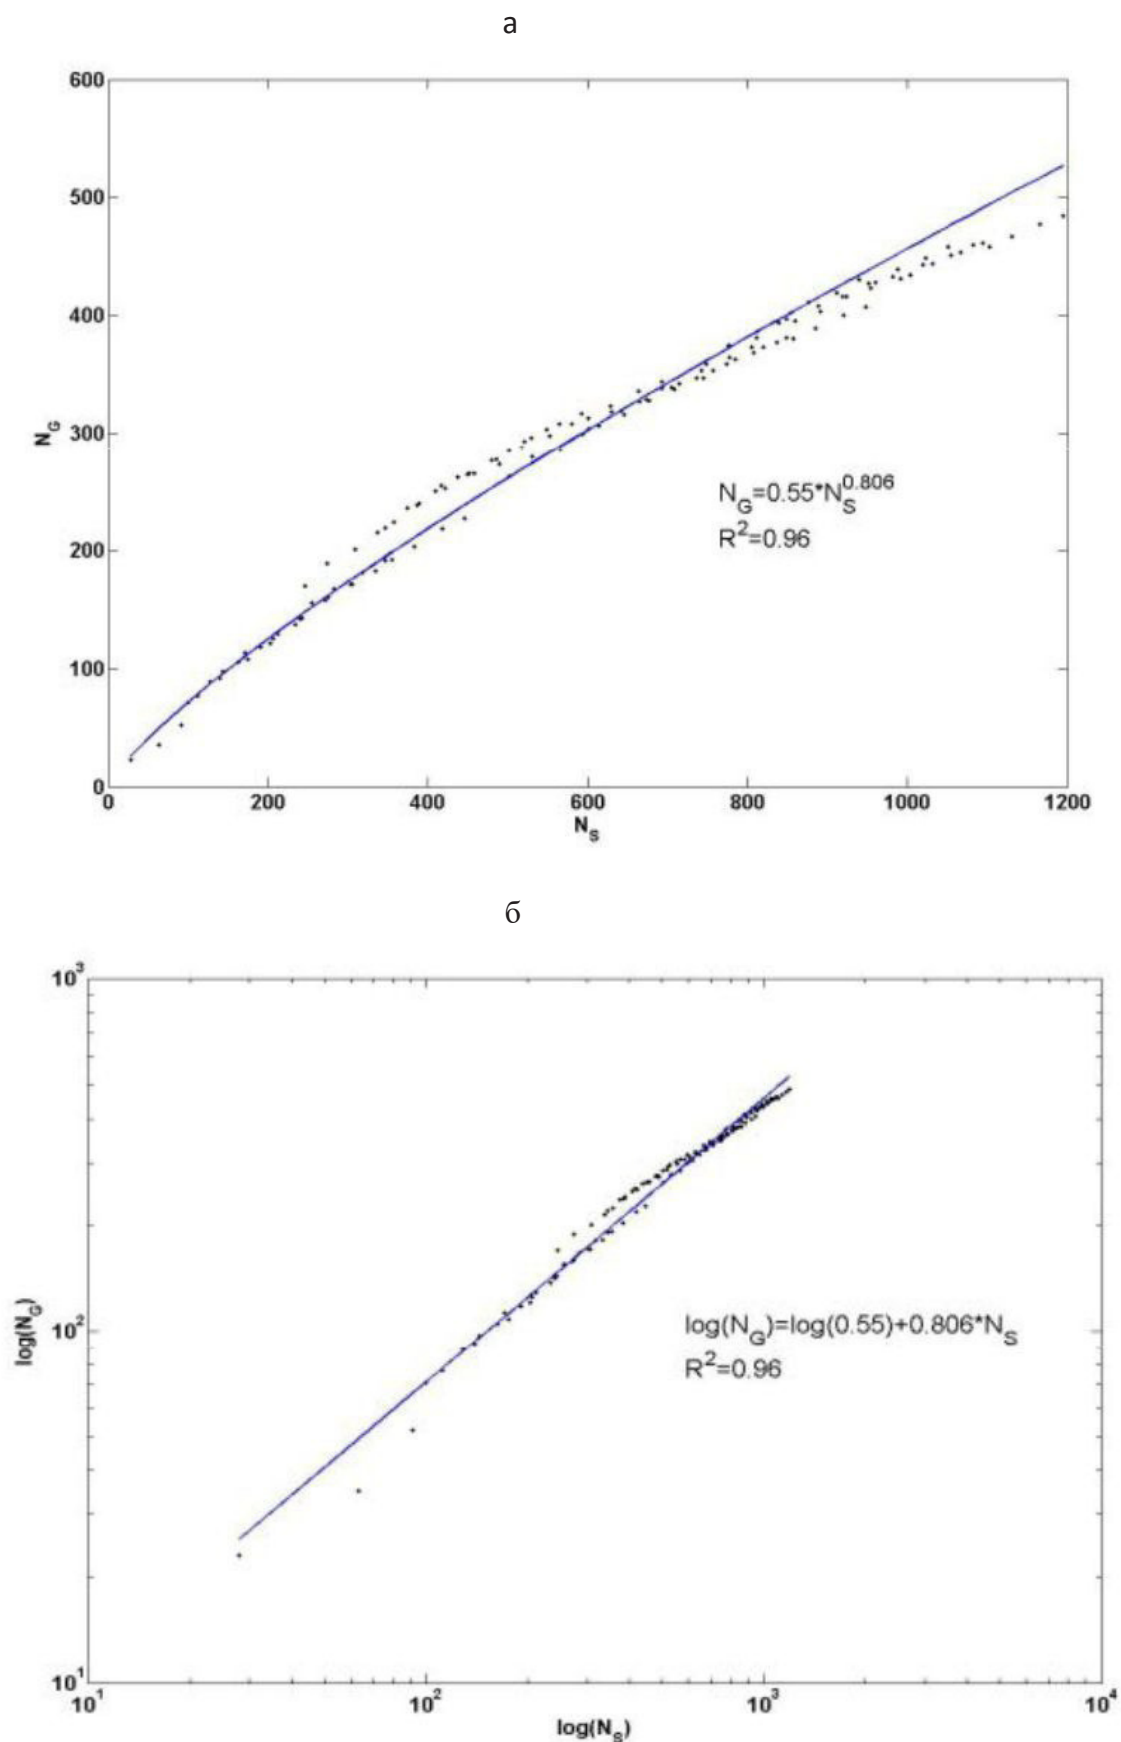 а
600
500
400
300
200
100
0
N_G
0 200 400 600 800 1000 1200
N_S
N_G=0.55*N_S^0.806
R^2=0.96
б
10^3
10^2
10^1
log(N_G)
10^1 10^2 10^3 10^4
log(N_S)
log(N_G)=log(0.55)+0.806*N_S
R^2=0.96